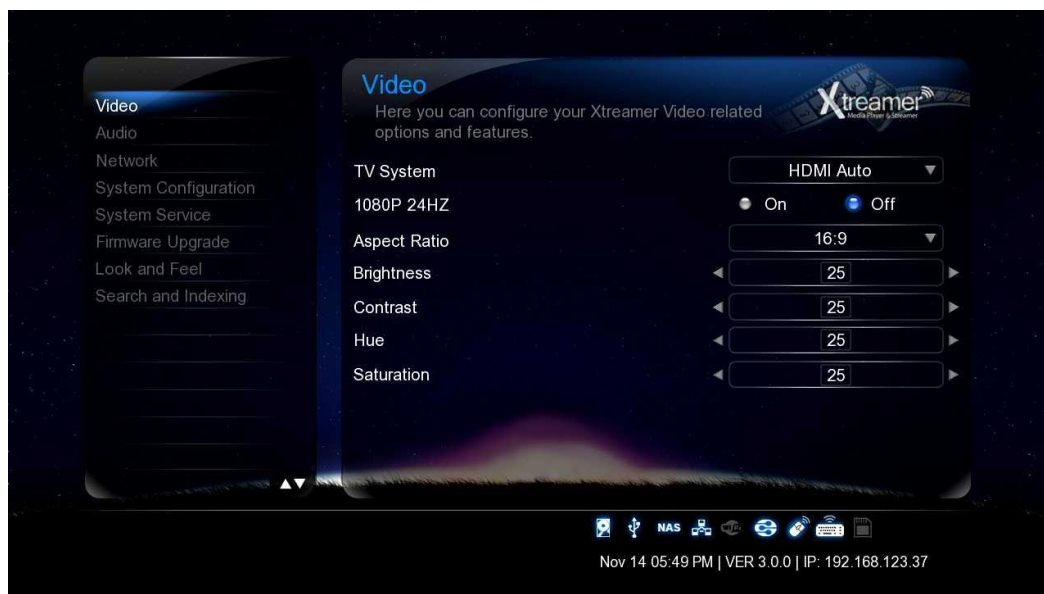 Video
Audio
Network
System Configuration
System Service
Firmware Upgrade
Look and Feel
Search and Indexing
Video
Here you can configure your Xtreamer Video related
options and features.
Xtreamer
Media Player & Streamer
TV System HDMI Auto
1080P 24HZ On Off
Aspect Ratio 16:9
Brightness 25
Contrast 25
Hue 25
Saturation 25
NAS
Nov 14 05:49 PM | VER 3.0.0 | IP: 192.168.123.37